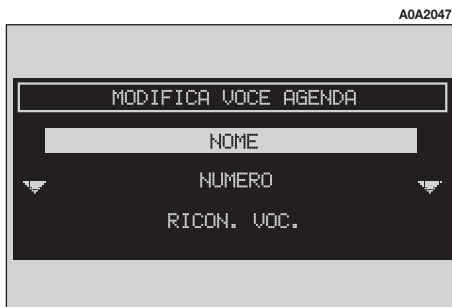 A0A2047
MODIFICA VOCE AGENDA
NOME
NUMERO
RICON. VOC.